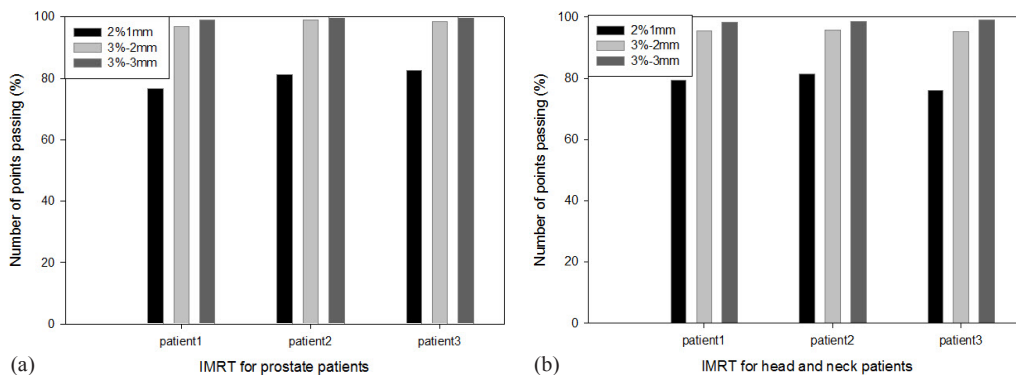 Number of points passing (%)
100
80
60
40
20
0
2%1mm
3%-2mm
3%-3mm
patient1
patient2
patient3
IMRT for prostate patients
(a)
Number of points passing (%)
100
80
60
40
20
0
2%1mm
3%-2mm
3%-3mm
patient1
patient2
patient3
IMRT for head and neck patients
(b)